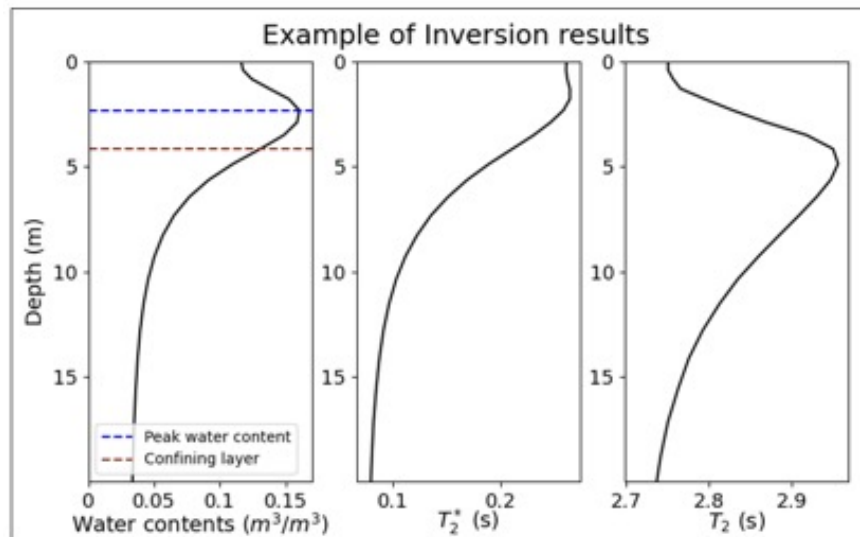 Example of Inversion results
0
5
10
15
Depth (m)
Peak water content
Confining layer
0 0.05 0.10 0.15
Water contents (m³/m³)
0
5
10
15
0.1 0.2
T₂* (s)
0
5
10
15
2.7 2.8 2.9
T₂ (s)